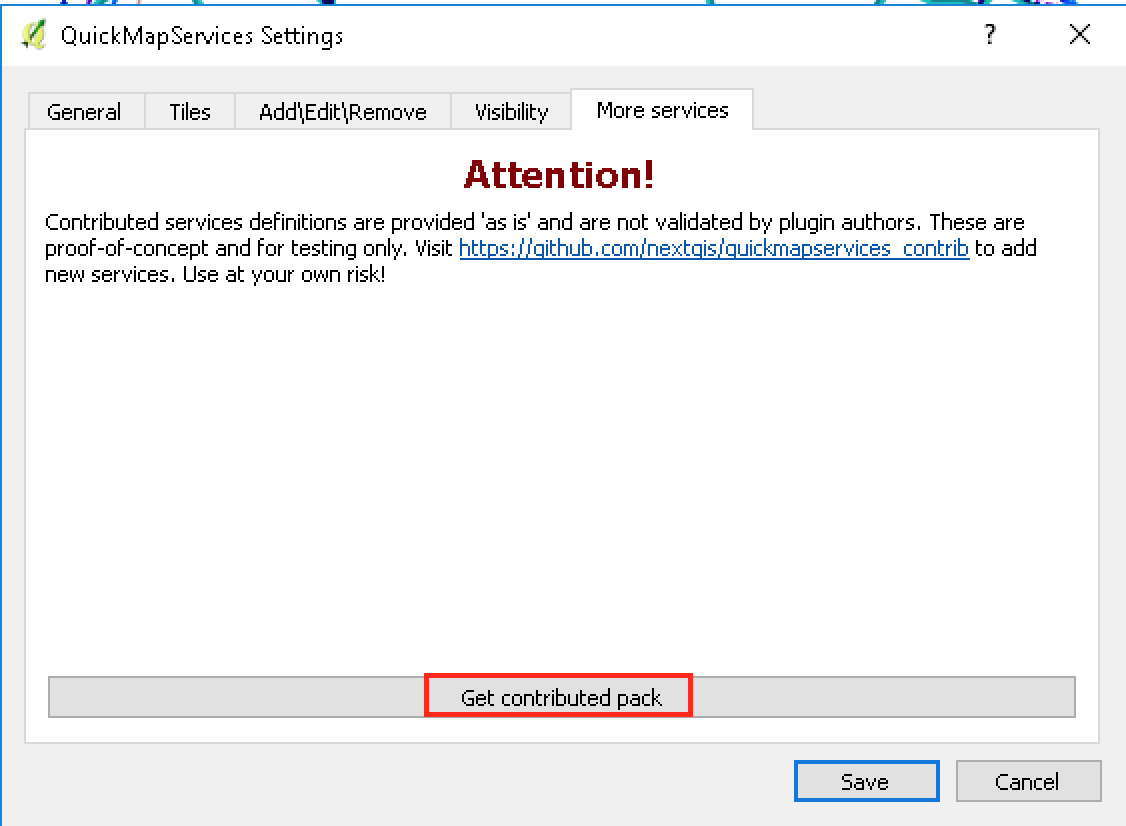 QuickMapServices Settings
?
General Tiles Add\Edit\Remove Visibility More services
Attention!
Contributed services definitions are provided 'as is' and are not validated by plugin authors. These are
proof-of-concept and for testing only. Visit https://github.com/nextgis/quickmapservices_contrib to add
new services. Use at your own risk!
Get contributed pack
Save Cancel